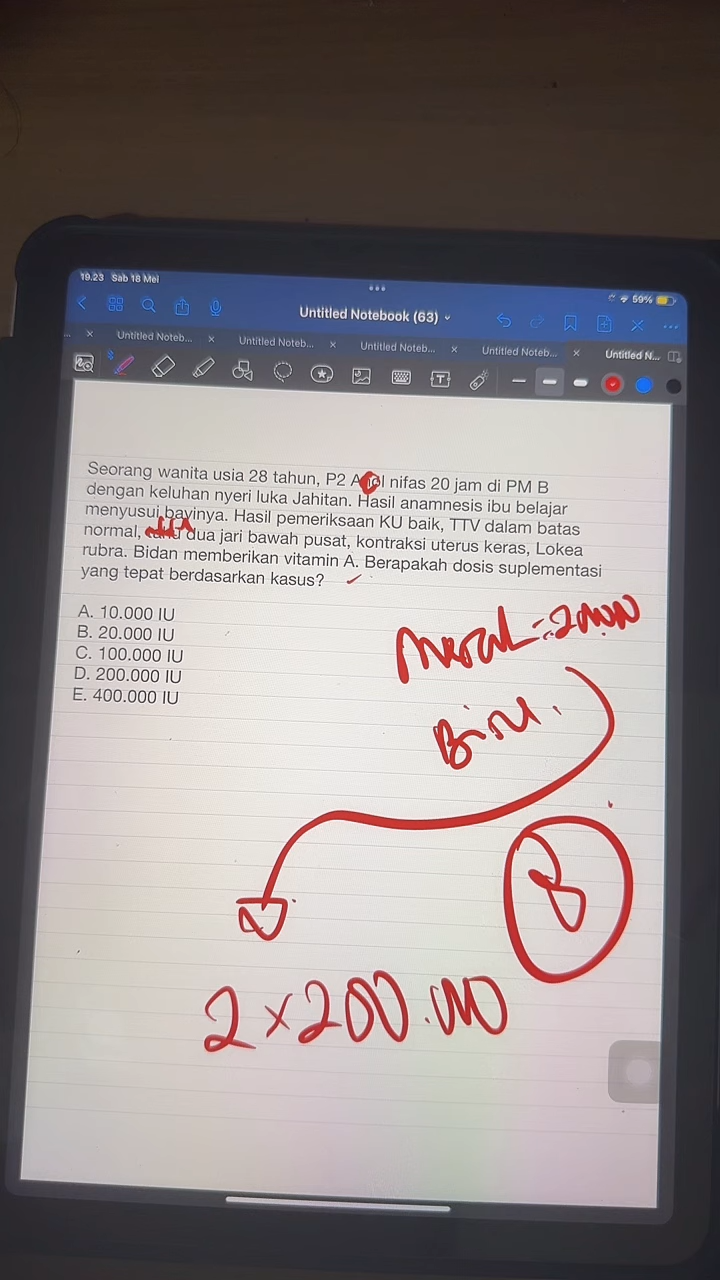 19.23 Sab 18 Mei
59%
Untitled Notebook (63)
Untitled Noteb...
Untitled Noteb...
Untitled Noteb...
Untitled Noteb...
Untitled N...
Seorang wanita usia 28 tahun, P2 nifas 20 jam di PM B
dengan keluhan nyeri luka Jahitan. Hasil anamnesis ibu belajar
menyusui bayinya. Hasil pemeriksaan KU baik, TTV dalam batas
normal, dua jari bawah pusat, kontraksi uterus keras, Lokea
rubra. Bidan memberikan vitamin A. Berapakah dosis suplementasi
yang tepat berdasarkan kasus?
A. 10.000 IU
B. 20.000 IU
C. 100.000 IU
D. 200.000 IU
E. 400.000 IU
Merah =
Biru.
2 x 200.000